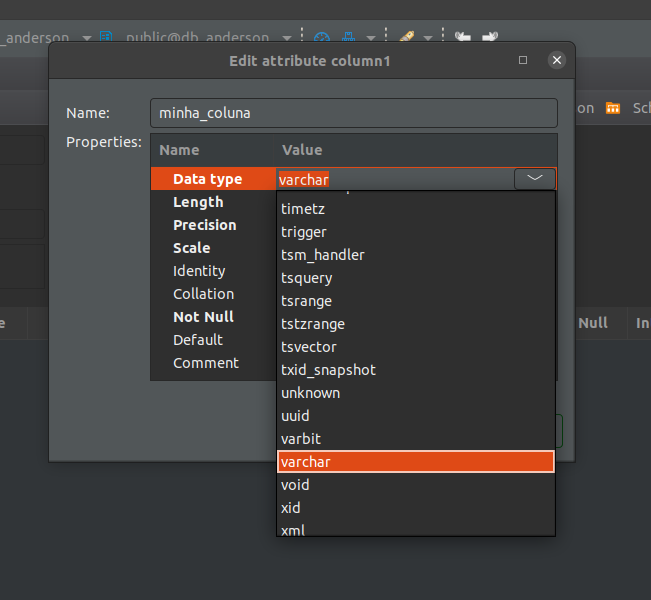 _anderson public@db_anderson
Edit attribute column1
Name: minha_coluna
on Sch
Properties:
Name Value
Data type varchar
Length
Precision
Scale
Identity
Collation
Not Null
Default
Comment
timetz
trigger
tsm_handler
tsquery
tsrange
tstzrange
tsvector
txid_snapshot
unknown
uuid
varbit
varchar
void
xid
xml
e Null In